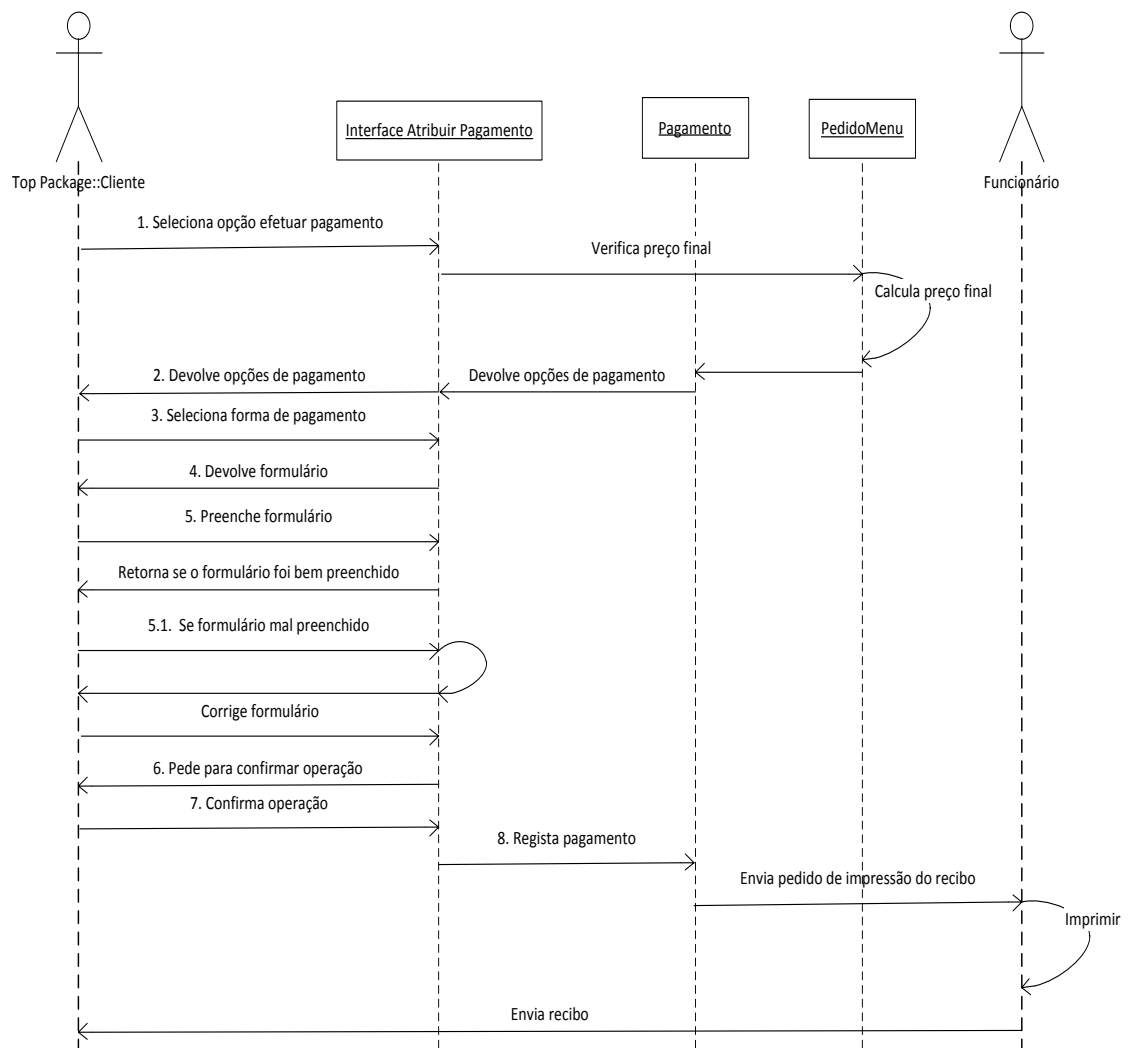 Interface Atribuir Pagamento
Pagamento
PedidoMenu
Top Package::Cliente
Funcionário
1. Seleciona opção efetuar pagamento
Verifica preço final
Calcula preço final
2. Devolve opções de pagamento
Devolve opções de pagamento
3. Seleciona forma de pagamento
4. Devolve formulário
5. Preenche formulário
Retorna se o formulário foi bem preenchido
5.1. Se formulário mal preenchido
Corrige formulário
6. Pede para confirmar operação
7. Confirma operação
8. Regista pagamento
Envia pedido de impressão do recibo
Imprimir
Envia recibo